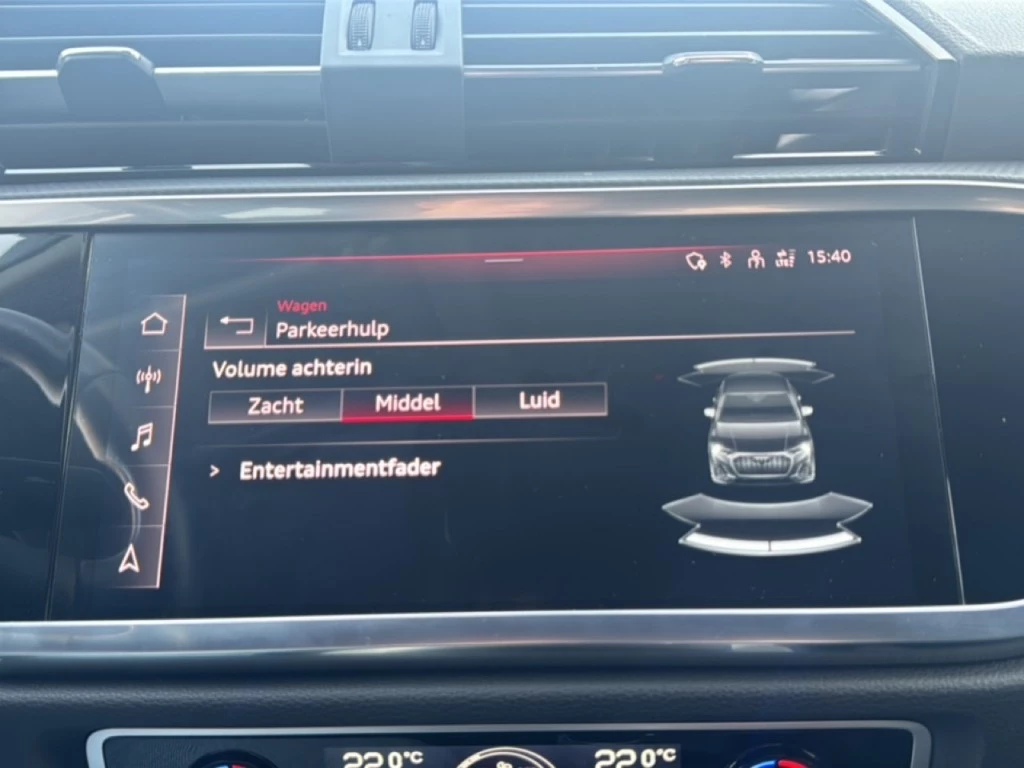 15:40
Wagen
Parkeerhulp
Volume achterin
Zacht Middel Luid
> Entertainmentfader
22.0°C 22.0°C